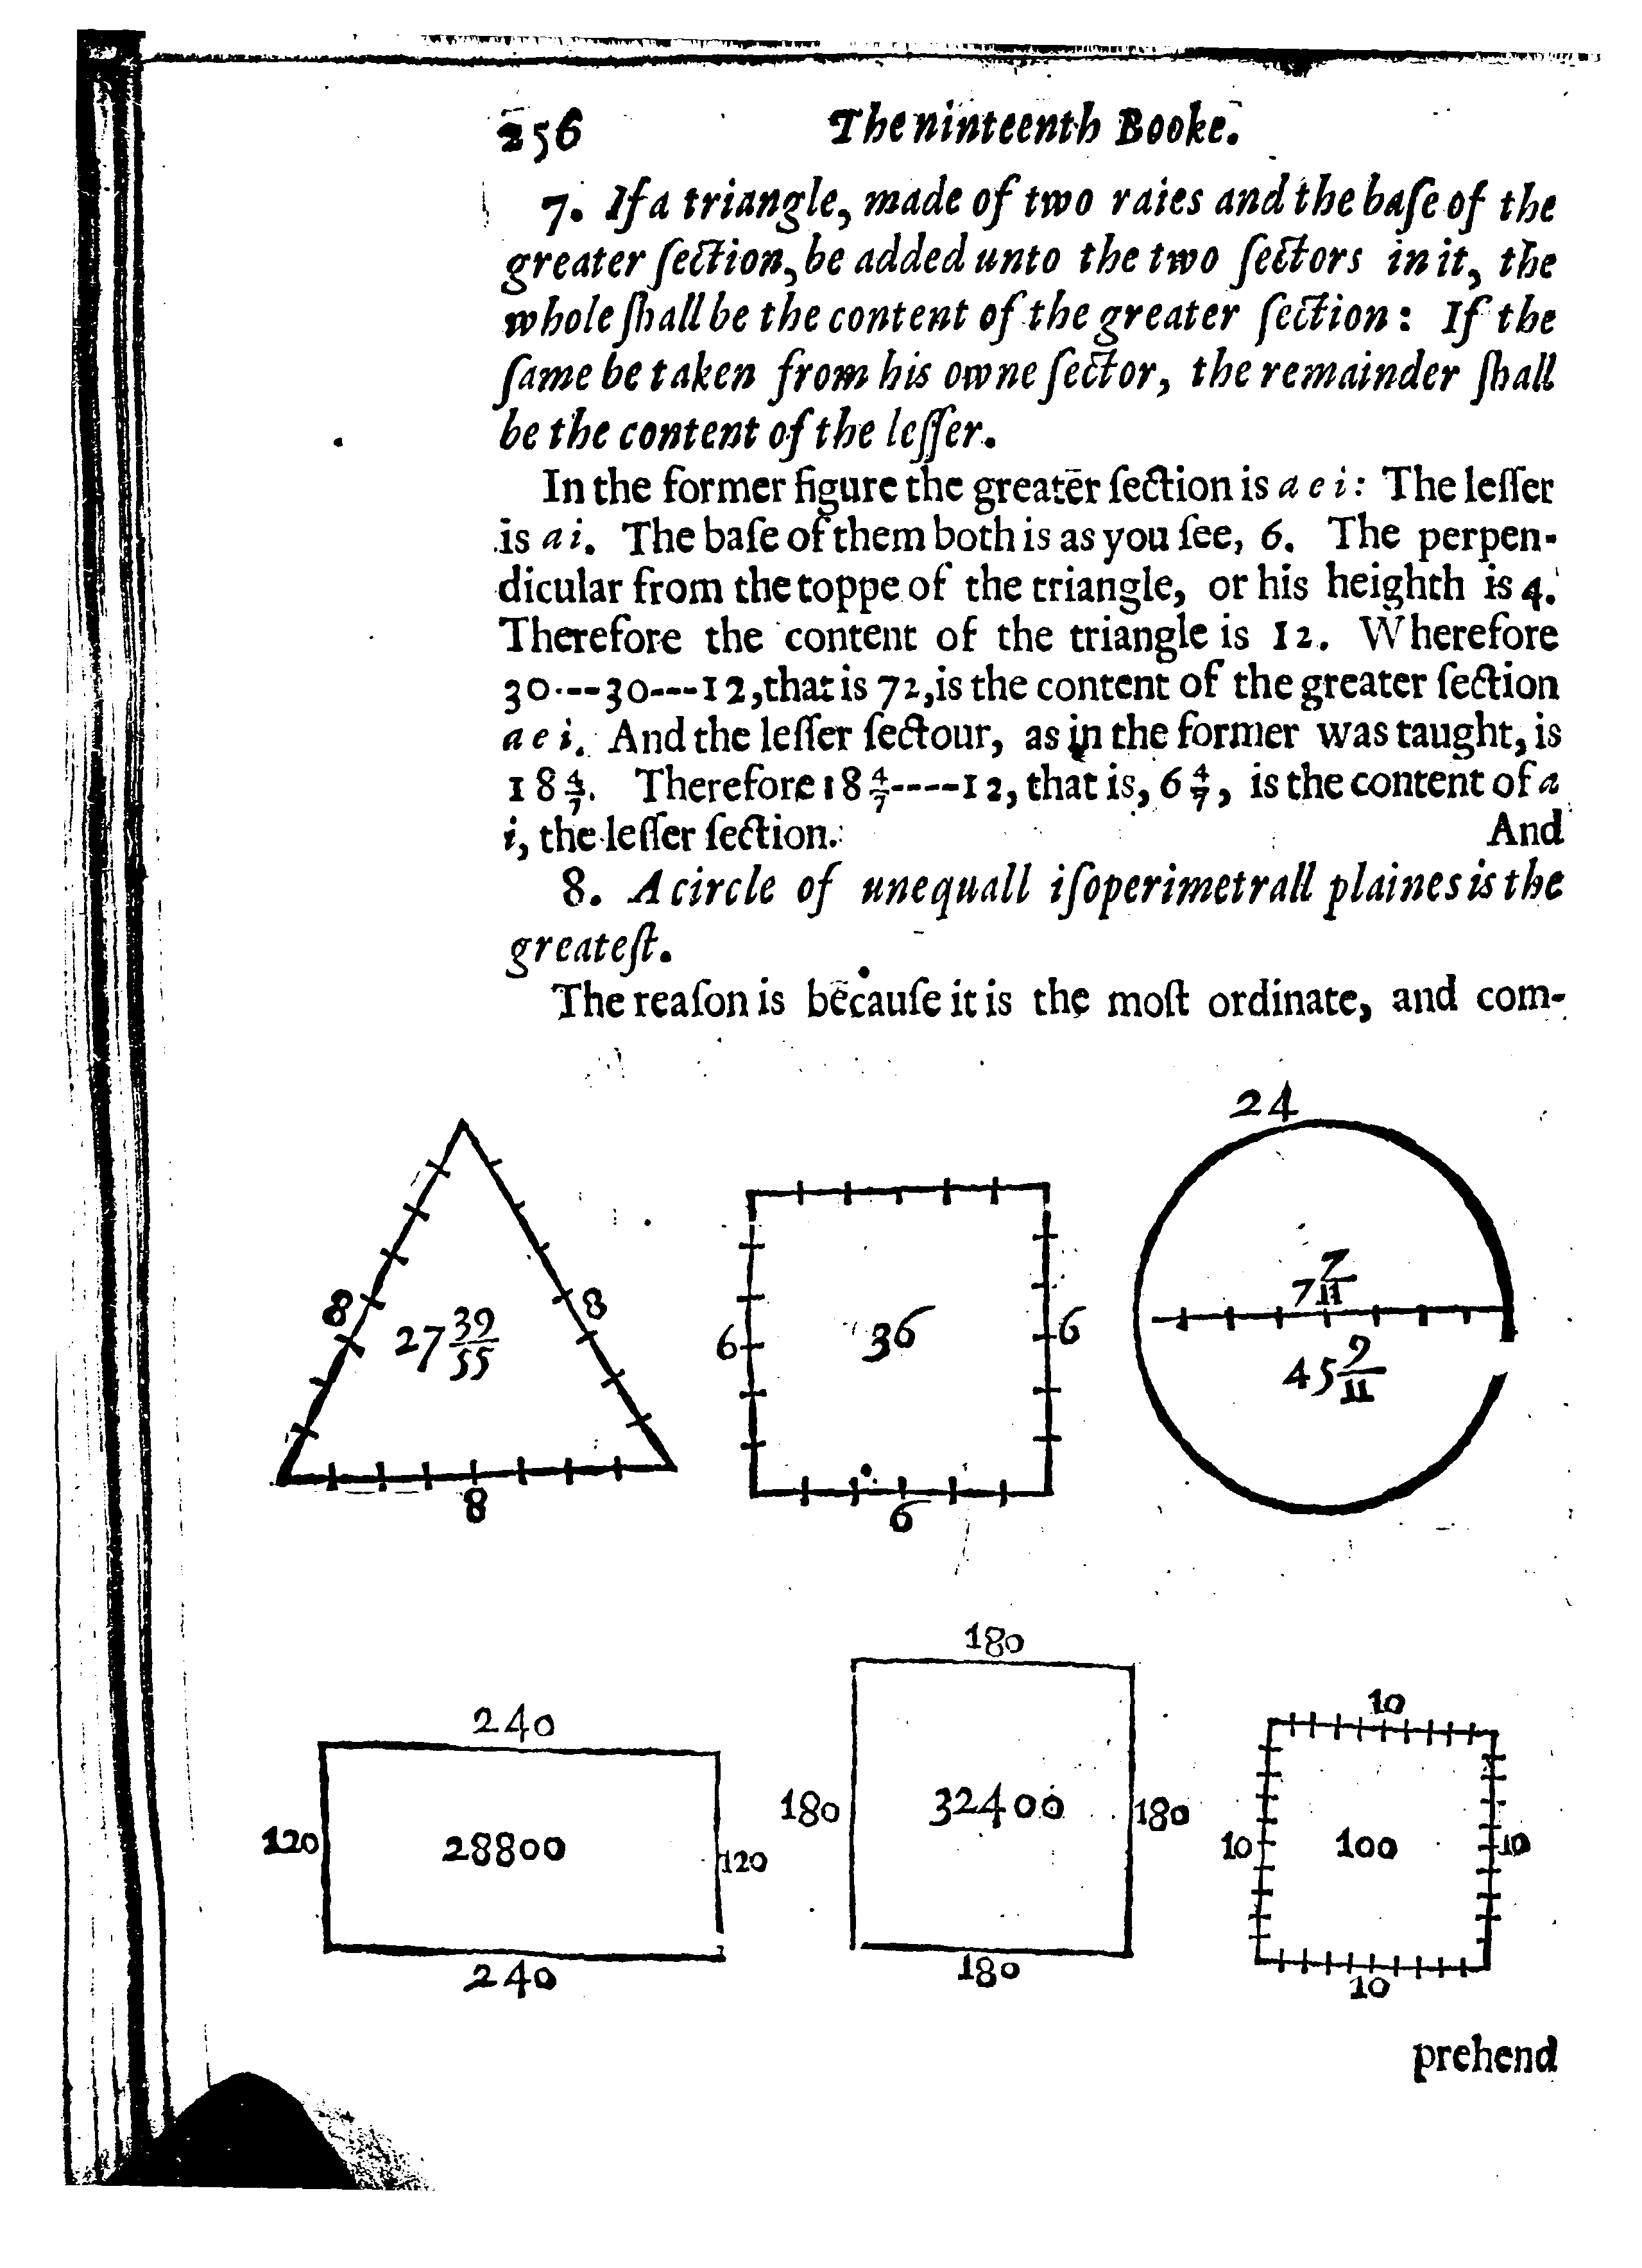 256 The ninteenth Booke.
7. If a triangle, made of two raies and the baſe of the
greater ſection, be added unto the two ſectors in it, the
whole ſhall be the content of the greater ſection: If the
ſame be taken from his owne ſector, the remainder ſhall
be the content of the leſſer.
In the former figure the greater ſection is a e i: The leſſer
is a i. The baſe of them both is as you ſee, 6. The perpen-
dicular from the toppe of the triangle, or his heighth is 4.
Therefore the content of the triangle is 12. Wherefore
30---30---12, that is 72, is the content of the greater ſection
a e i. And the leſſer ſectour, as in the former was taught, is
18 4/7. Therefore 18 4/7----12, that is, 6 4/7, is the content of a
i, the leſſer ſection. And
8. A circle of unequall iſoperimetrall plaines is the
greateſt.
The reaſon is becauſe it is the moſt ordinate, and com-
24
8 27 39/55 8
8
6 36 6
6
7 7/11
45 9/11
240
120 28800 120
240
180
180 32400 180
180
10
10 100 10
10
prehend